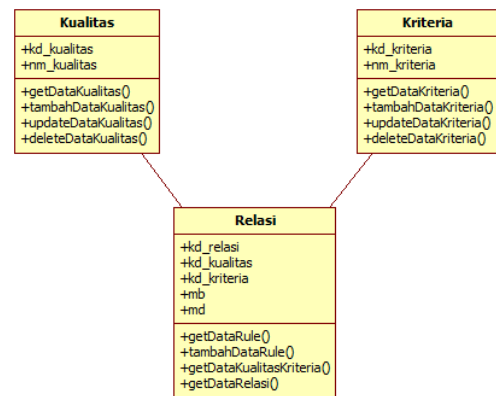 Kualitas
+kd_kualitas
+nm_kualitas
+getDataKualitas()
+tambahDataKualitas()
+updateDataKualitas()
+deleteDataKualitas()
Kriteria
+kd_kriteria
+nm_kriteria
+getDataKriteria()
+tambahDataKriteria()
+updateDataKriteria()
+deleteDataKriteria()
Relasi
+kd_relasi
+kd_kualitas
+kd_kriteria
+mb
+md
+getDataRule()
+tambahDataRule()
+getDataKualitasKriteria()
+getDataRelasi()